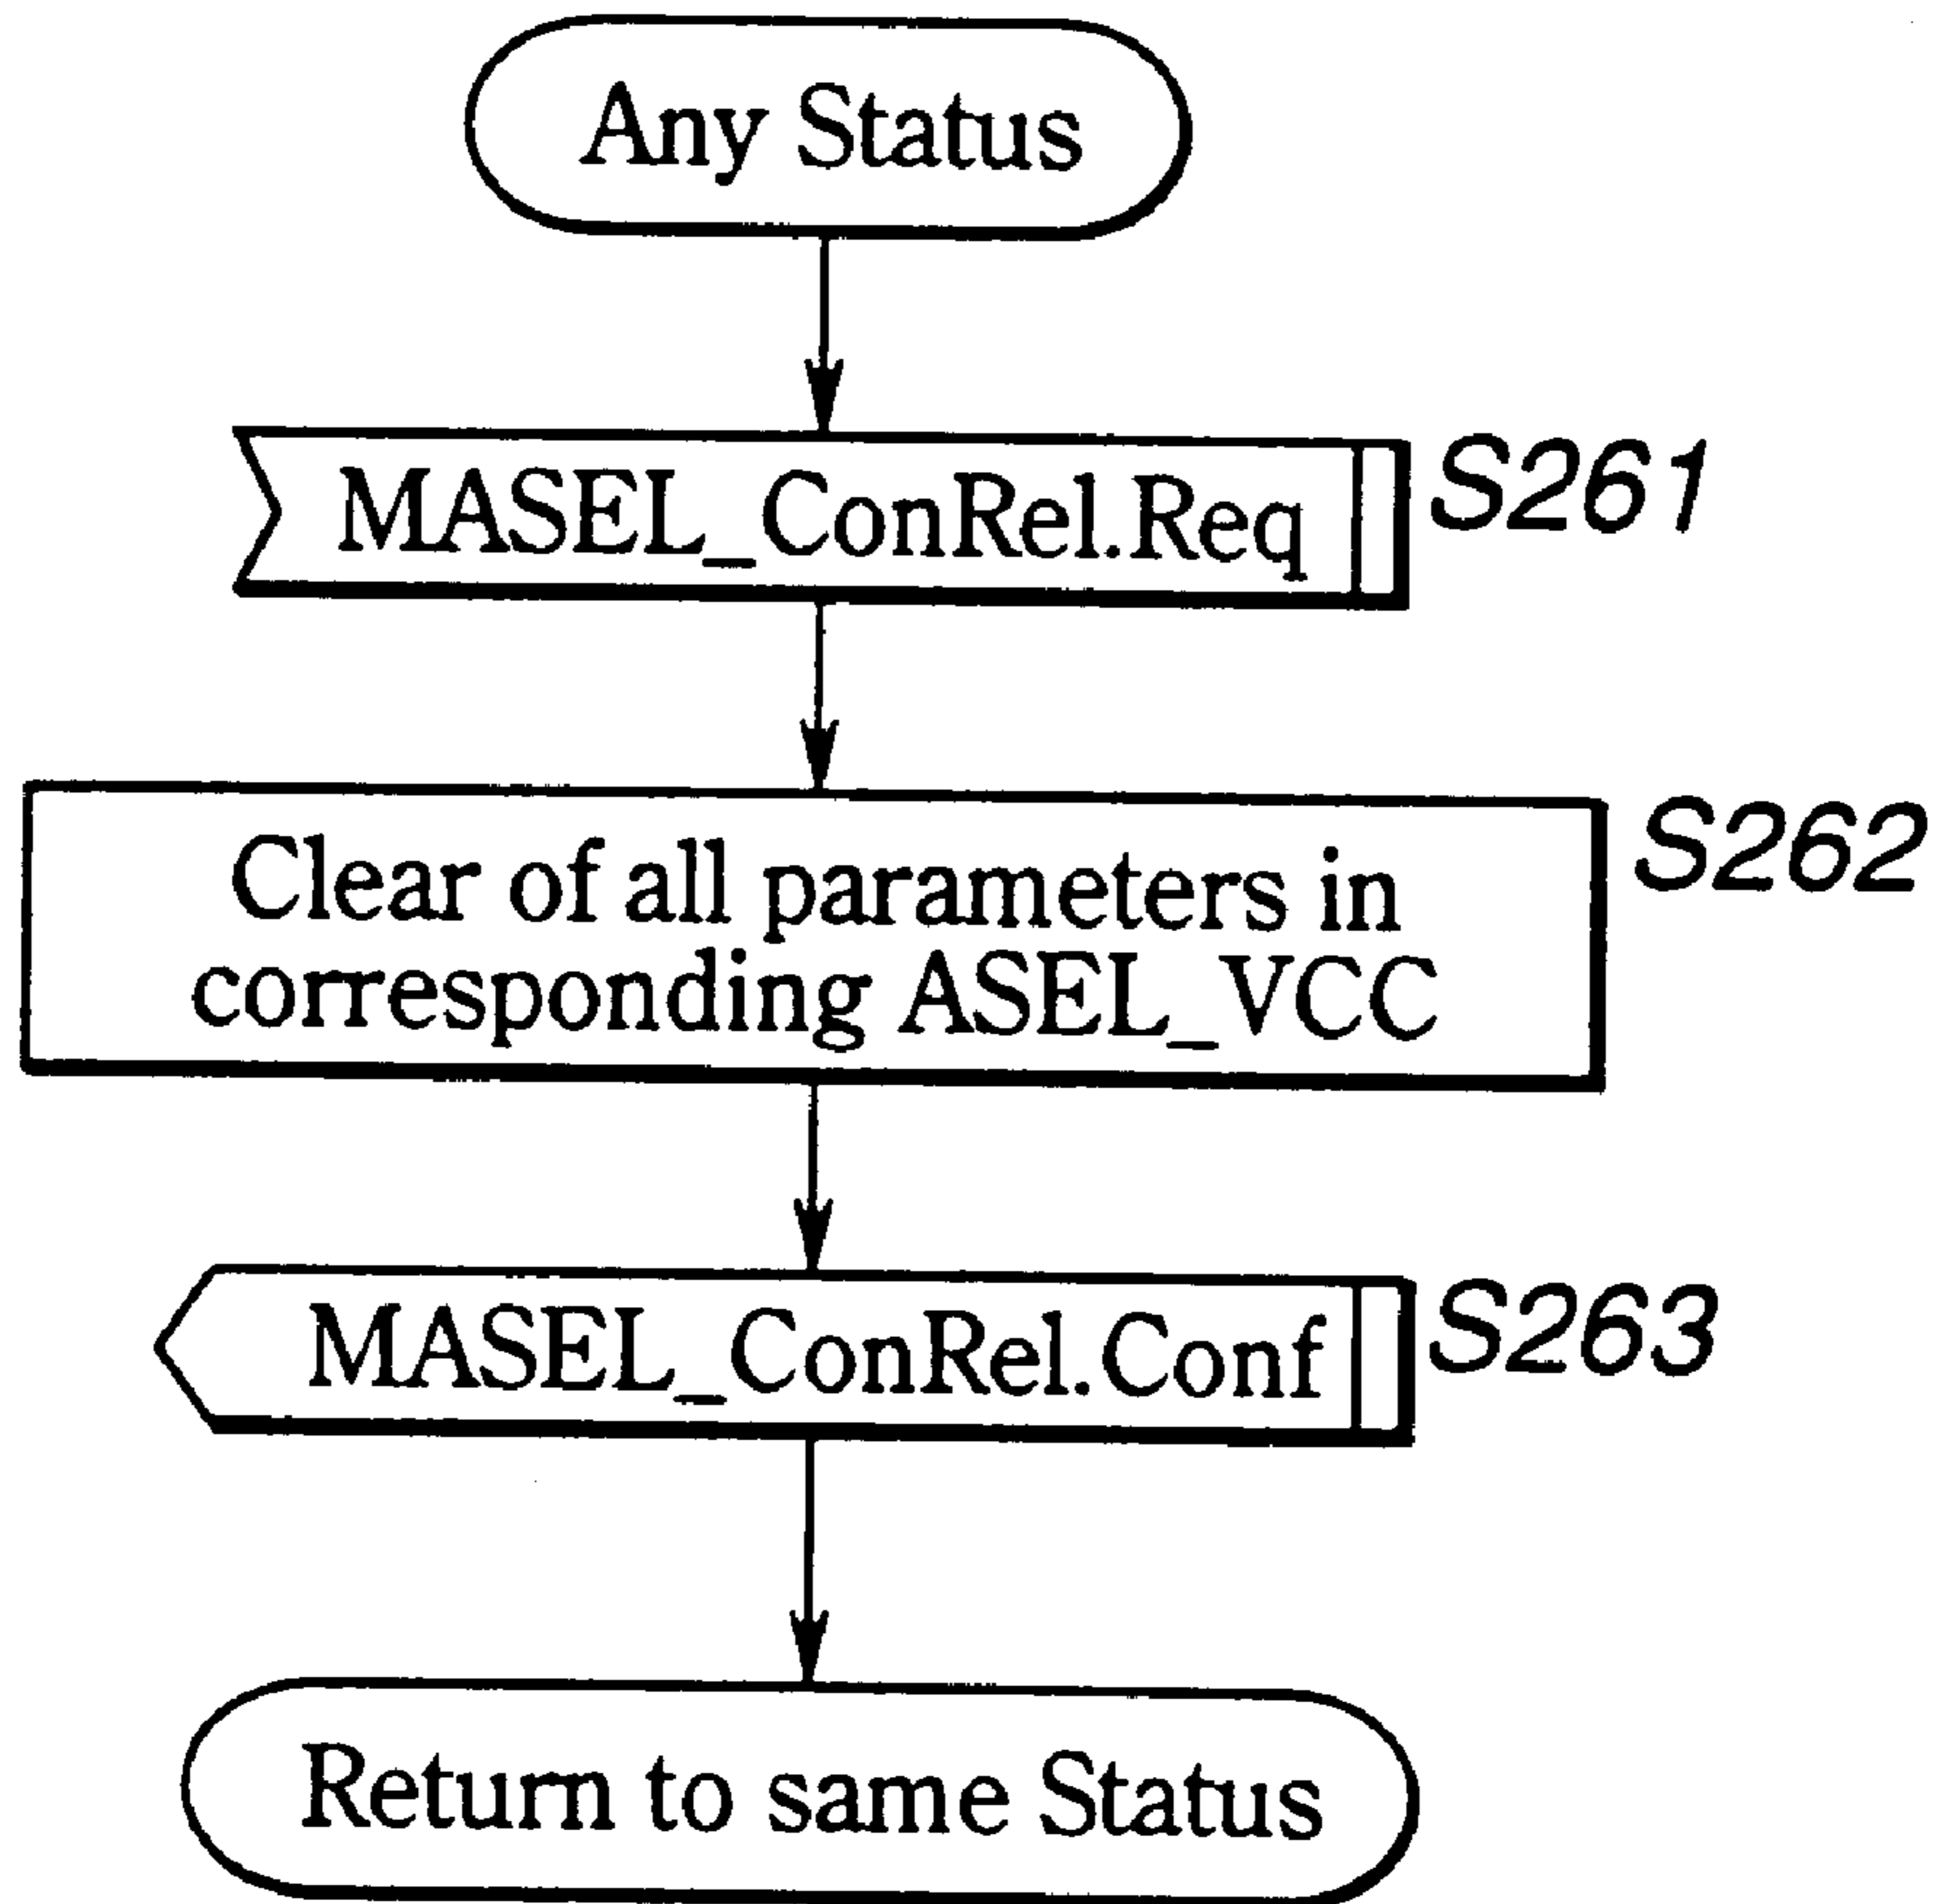 Any Status
MASEL_ConRel.Req S261
Clear of all parameters in S262
corresponding ASEL_VCC
MASEL_ConRel.Conf S263
Return to same Status